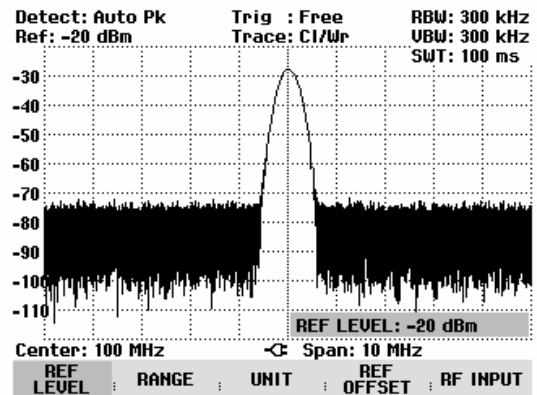 Detect: Auto Pk Trig : Free RBW: 300 kHz
Ref: -20 dBm Trace: Cl/Wr VBW: 300 kHz
SWT: 100 ms
-30
-40
-50
-60
-70
-80
-90
-100
-110
REF LEVEL: -20 dBm
Center: 100 MHz Span: 10 MHz
REF LEVEL : RANGE : UNIT : REF OFFSET : RF INPUT